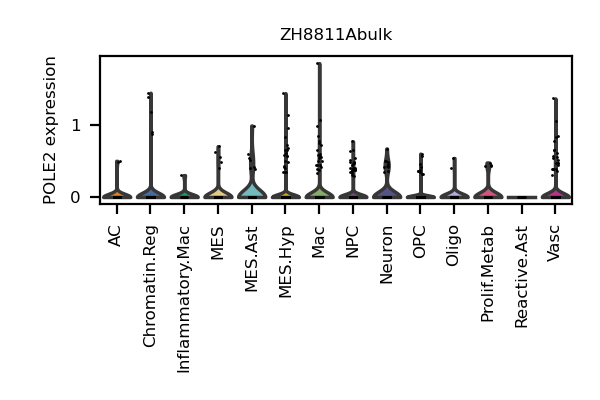 ZH8811Abulk
POLE2 expression
1
0
AC
Chromatin.Reg
Inflammatory.Mac
MES
MES.Ast
MES.Hyp
Mac
NPC
Neuron
OPC
Oligo
Prolif.Metab
Reactive.Ast
Vasc